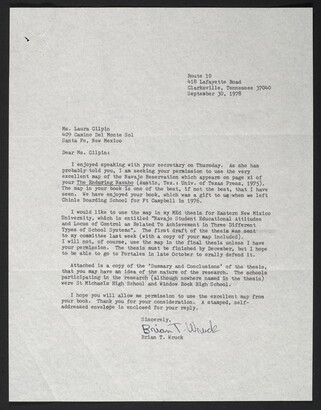 Route 10
418 Lafayette Road
Clarksville, Tennessee 37040
September 30, 1978
Ms. Laura Gilpin
409 Camino Del Monte Sol
Santa Fe, New Mexico
Dear Ms. Gilpin:
I enjoyed speaking with your secretary on Thursday. As she has
probably told you, I am seeking your permission to use the very
excellent map of the Navajo Reservation which appears on page xi of
your The Enduring Navaho (Austin, Tex.: Univ. of Texas Press, 1975).
The map in your book is one of the best, if not the best, that I have
seen. We have enjoyed your book, which was a gift to us when we left
Chinle Boarding School for Ft Campbell in 1976.
I would like to use the map in my MEd thesis for Eastern New Mexico
University, which is entitled "Navajo Student Educational Attitudes
and Locus of Control as Related To Achievement in Three Different
Types of School Systems". The first draft of the thesis was sent
to my committee last week (with a copy of your map included).
I will not, of course, use the map in the final thesis unless I have
your permission. The thesis must be finished by December, but I hope
to be able to go to Portales in late October to orally defend it.
Attached is a copy of the 'Summary and Conclusions' of the thesis,
that you may have an idea of the nature of the research. The schools
participating in the research (although nowhere named in the thesis)
were St Michaels High School and Window Rock High School.
I hope you will allow me permission to use the excellent map from
your book. Thank you for your consideration. A stamped, self-
addressed envelope is enclosed for your reply.
Sincerely,
Brian T. Wruck
Brian T. Wruck